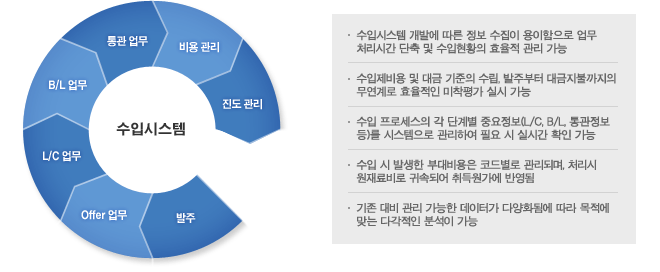 통관 업무
비용 관리
B/L 업무
진도 관리
수입시스템
L/C 업무
Offer 업무
발주
· 수입시스템 개발에 따른 정보 수집이 용이함으로 업무
처리시간 단축 및 수입현황의 효율적 관리 가능
· 수입제비용 및 대금 기준의 수립, 발주부터 대금지불까지의
무연계로 효율적인 미착평가 실시 가능
· 수입 프로세스의 각 단계별 중요정보(L/C, B/L, 통관정보
등)를 시스템으로 관리하여 필요 시 실시간 확인 가능
· 수입 시 발생한 부대비용은 코드별로 관리되며, 처리시
원재료비로 귀속되어 취득원가에 반영됨
· 기존 대비 관리 가능한 데이터가 다양화됨에 따라 목적에
맞는 다각적인 분석이 가능